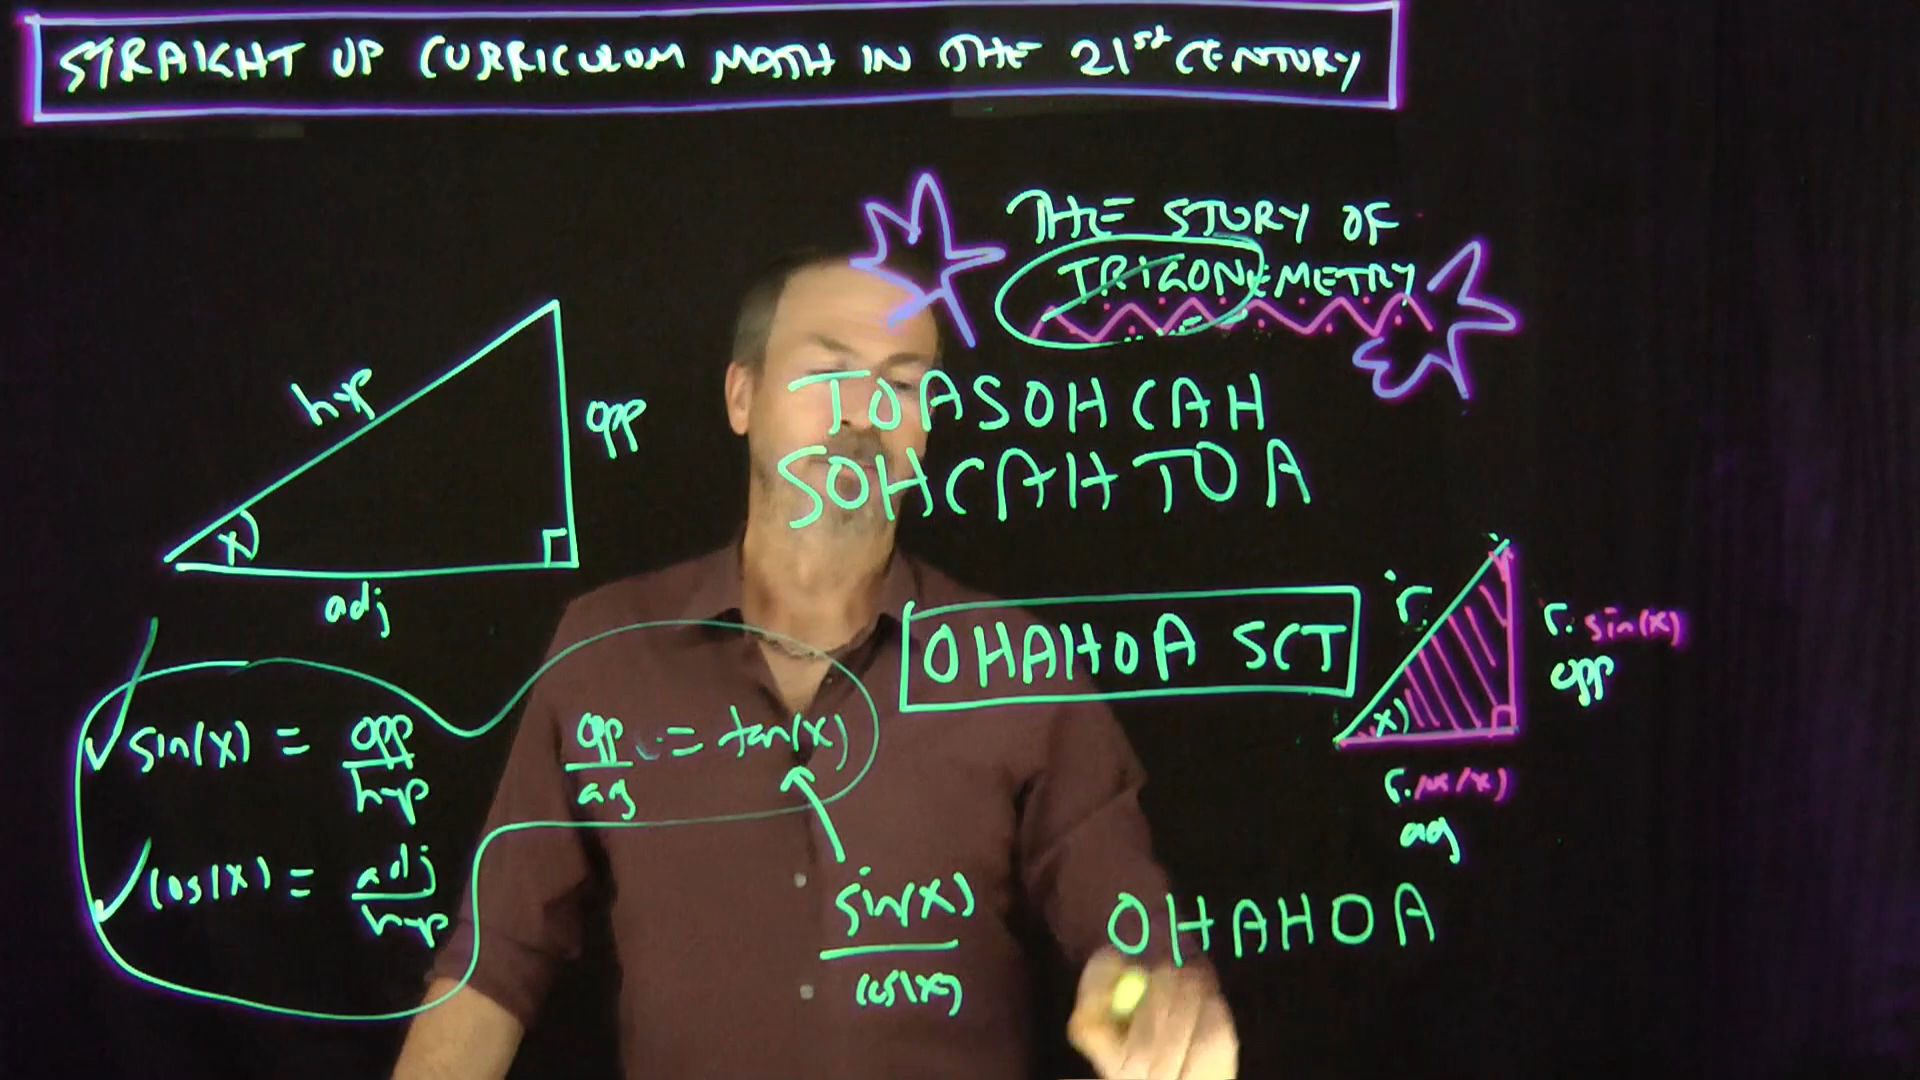 STRAIGHT UP CURRICULUM MATH IN THE 21st CENTURY
THE STORY OF
TRIGONEMETRY
TOASOHCAH
SOHCAHTOA
hyp
opp
x
adj
OHAHOA SCT
r
r. sin(x)
opp
x
r. cos(x)
adj
sin(x) = opp/hyp
opp/adj = tan(x)
cos(x) = adj/hyp
sin(x)/cos(x)
OHAHOA